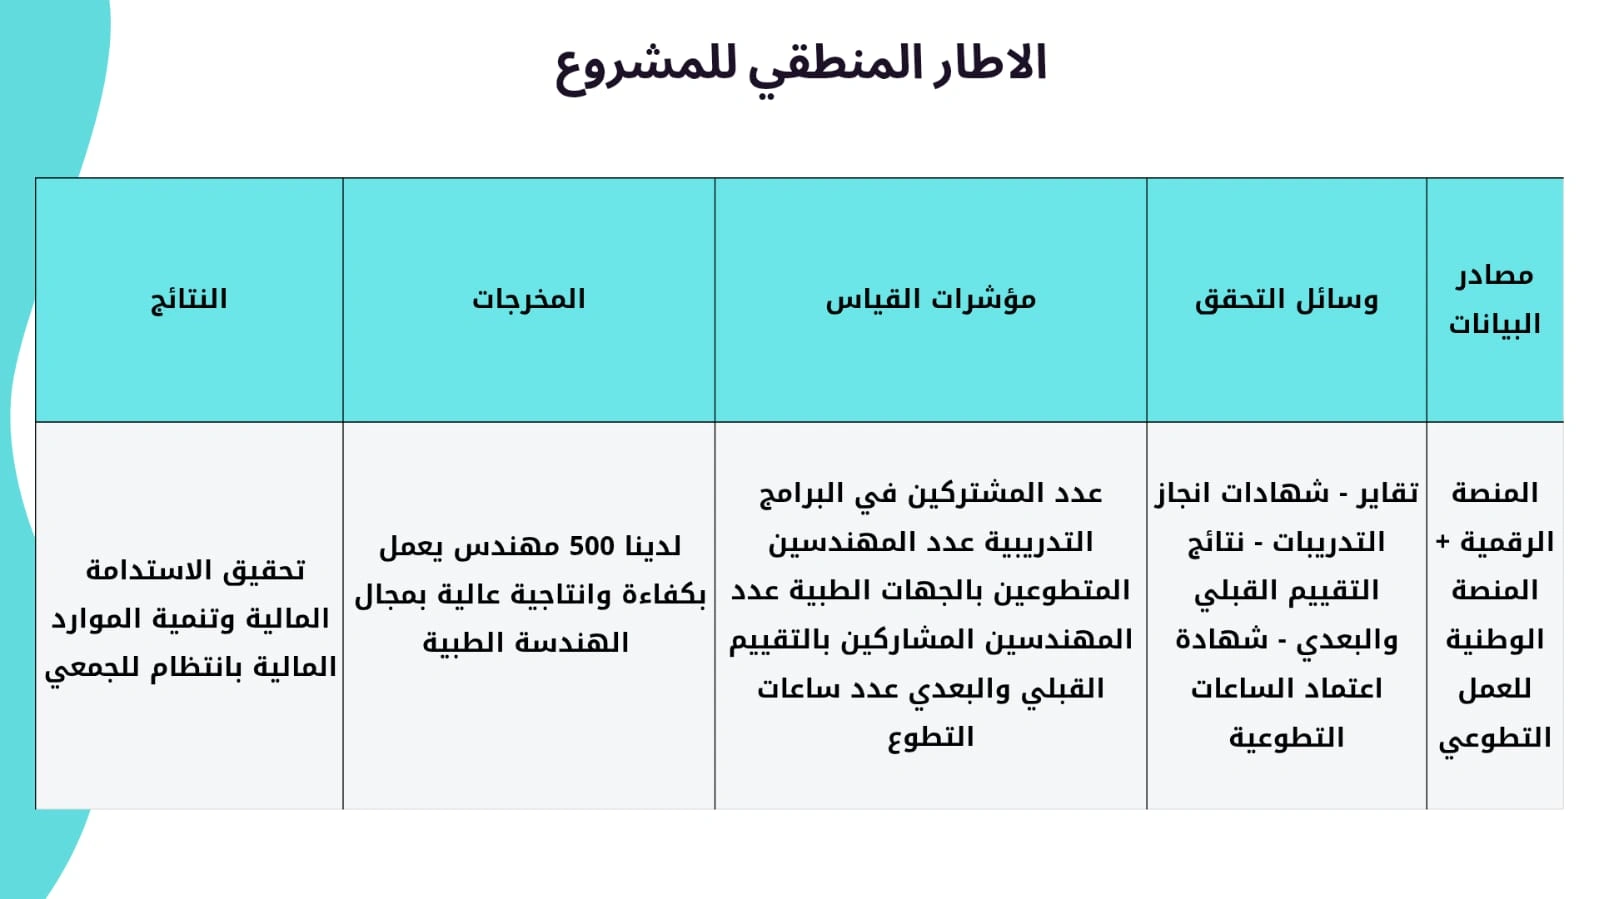 الاطار المنطقي للمشروع
مصادر
البيانات
وسائل التحقق
مؤشرات القياس
المخرجات
النتائج
المنصة
الرقمية +
المنصة
الوطنية
للعمل
التطوعي
تقاير - شهادات انجاز
التدريبات - نتائج
التقييم القبلي
والبعدي - شهادة
اعتماد الساعات
التطوعية
عدد المشتركين في البرامج
التدريبية عدد المهندسين
المتطوعين بالجهات الطبية عدد
المهندسين المشاركين بالتقييم
القبلي والبعدي عدد ساعات
التطوع
لدينا 500 مهندس يعمل
بكفاءة وانتاجية عالية بمجال
الهندسة الطبية
تحقيق الاستدامة
المالية وتنمية الموارد
المالية بانتظام للجمعي